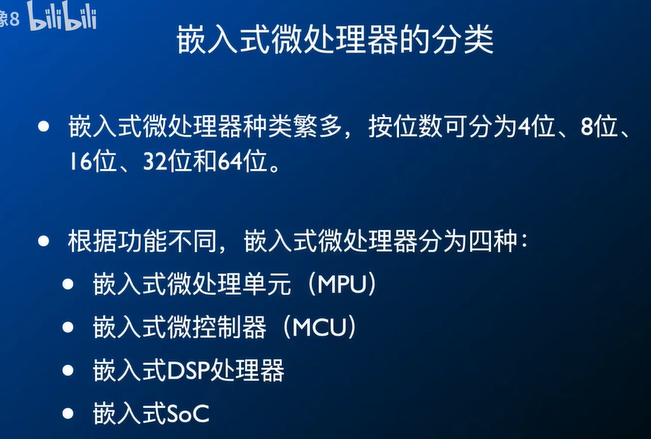 像8 bilibili
嵌入式微处理器的分类
● 嵌入式微处理器种类繁多，按位数可分为4位、8位、
16位、32位和64位。
● 根据功能不同，嵌入式微处理器分为四种：
● 嵌入式微处理单元（MPU）
● 嵌入式微控制器（MCU）
● 嵌入式DSP处理器
● 嵌入式SoC